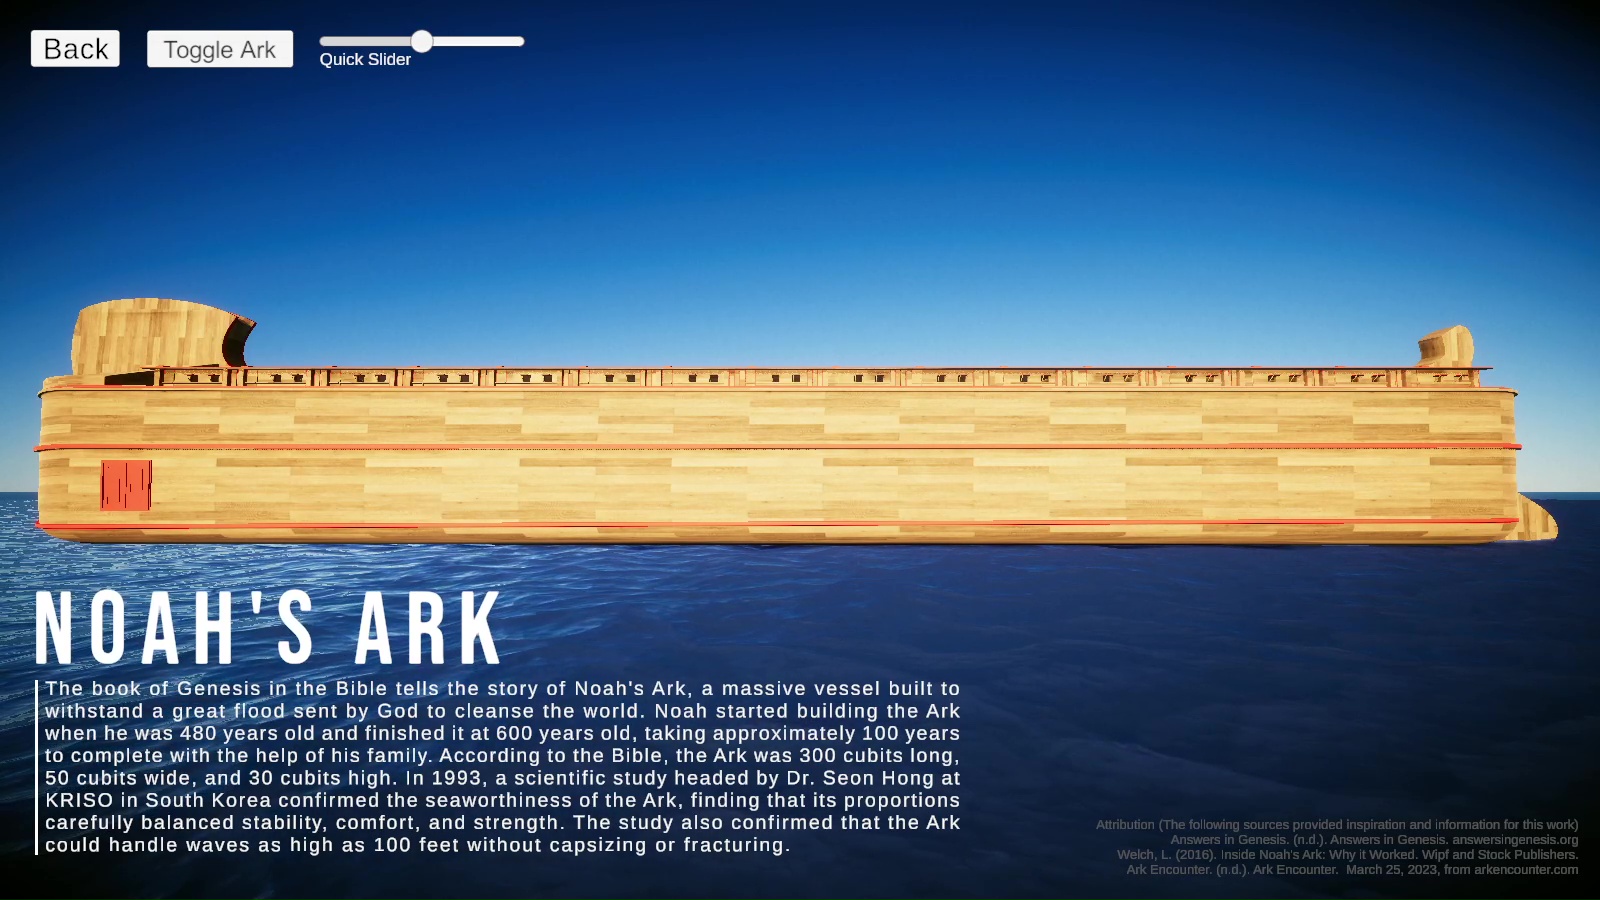 Back
Toggle Ark
Quick Slider
NOAH'S ARK
The book of Genesis in the Bible tells the story of Noah's Ark, a massive vessel built to
withstand a great flood sent by God to cleanse the world. Noah started building the Ark
when he was 480 years old and finished it at 600 years old, taking approximately 100 years
to complete with the help of his family. According to the Bible, the Ark was 300 cubits long,
50 cubits wide, and 30 cubits high. In 1993, a scientific study headed by Dr. Seon Hong at
KRISO in South Korea confirmed the seaworthiness of the Ark, finding that its proportions
carefully balanced stability, comfort, and strength. The study also confirmed that the Ark
could handle waves as high as 100 feet without capsizing or fracturing.
Attribution (The following sources provided inspiration and information for this work)
Answers in Genesis. (n.d.). Answers in Genesis. answersingenesis.org
Welch, L. (2016). Inside Noah's Ark: Why it Worked. Wipf and Stock Publishers.
Ark Encounter. (n.d.). Ark Encounter. March 25, 2023, from arkencounter.com